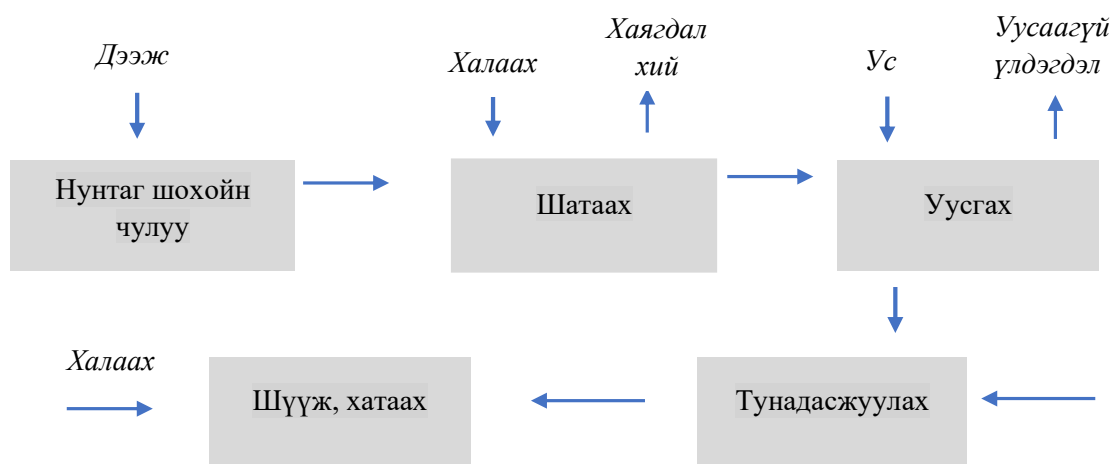 Дээж
Халаах
Хаягдал
хий
Ус
Уусаагүй
үлдэгдэл
Нунтаг шохойн
чулуу
Шатаах
Уусгах
Халаах
Шүүж, хатаах
Тунадасжуулах